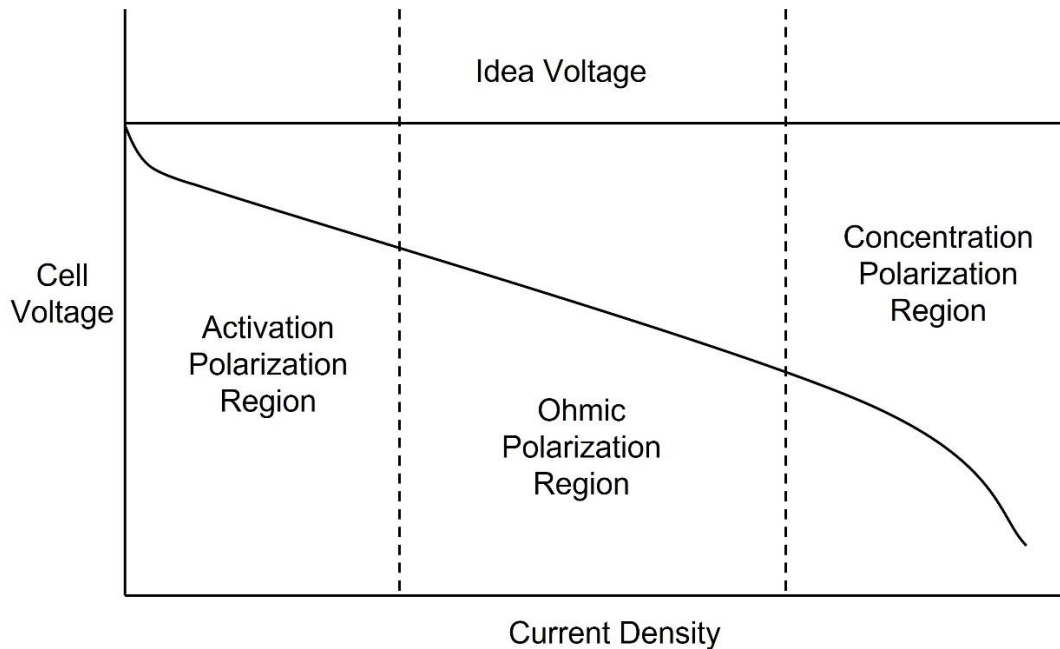 Idea Voltage
Cell
Voltage
Activation
Polarization
Region
Ohmic
Polarization
Region
Concentration
Polarization
Region
Current Density